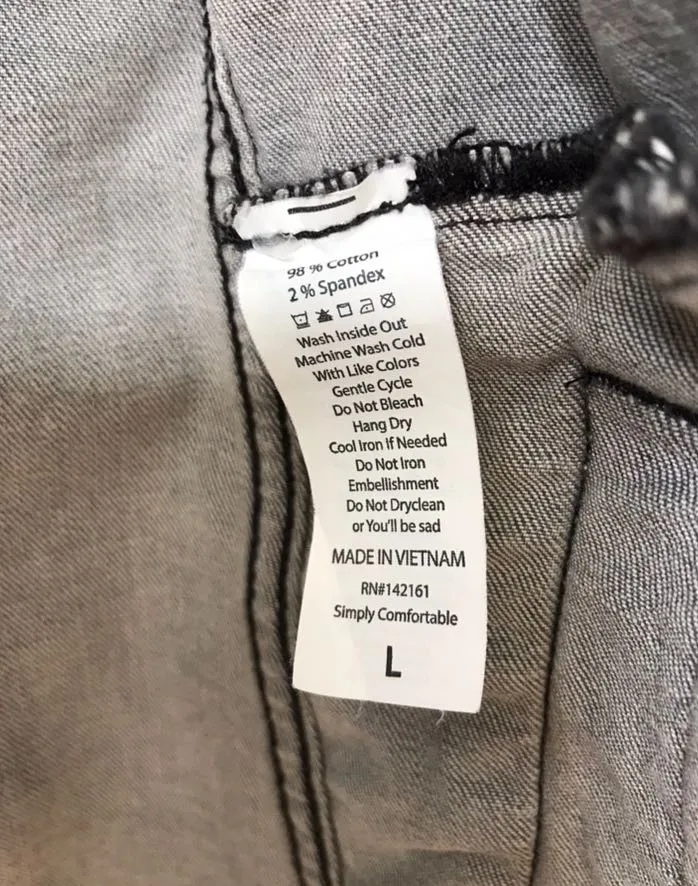 98 % Cotton
2 % Spandex
Wash Inside Out
Machine Wash Cold
With Like Colors
Gentle Cycle
Do Not Bleach
Hang Dry
Cool Iron If Needed
Do Not Iron
Embellishment
Do Not Dryclean
or You'll be sad
MADE IN VIETNAM
RN#142161
Simply Comfortable
L